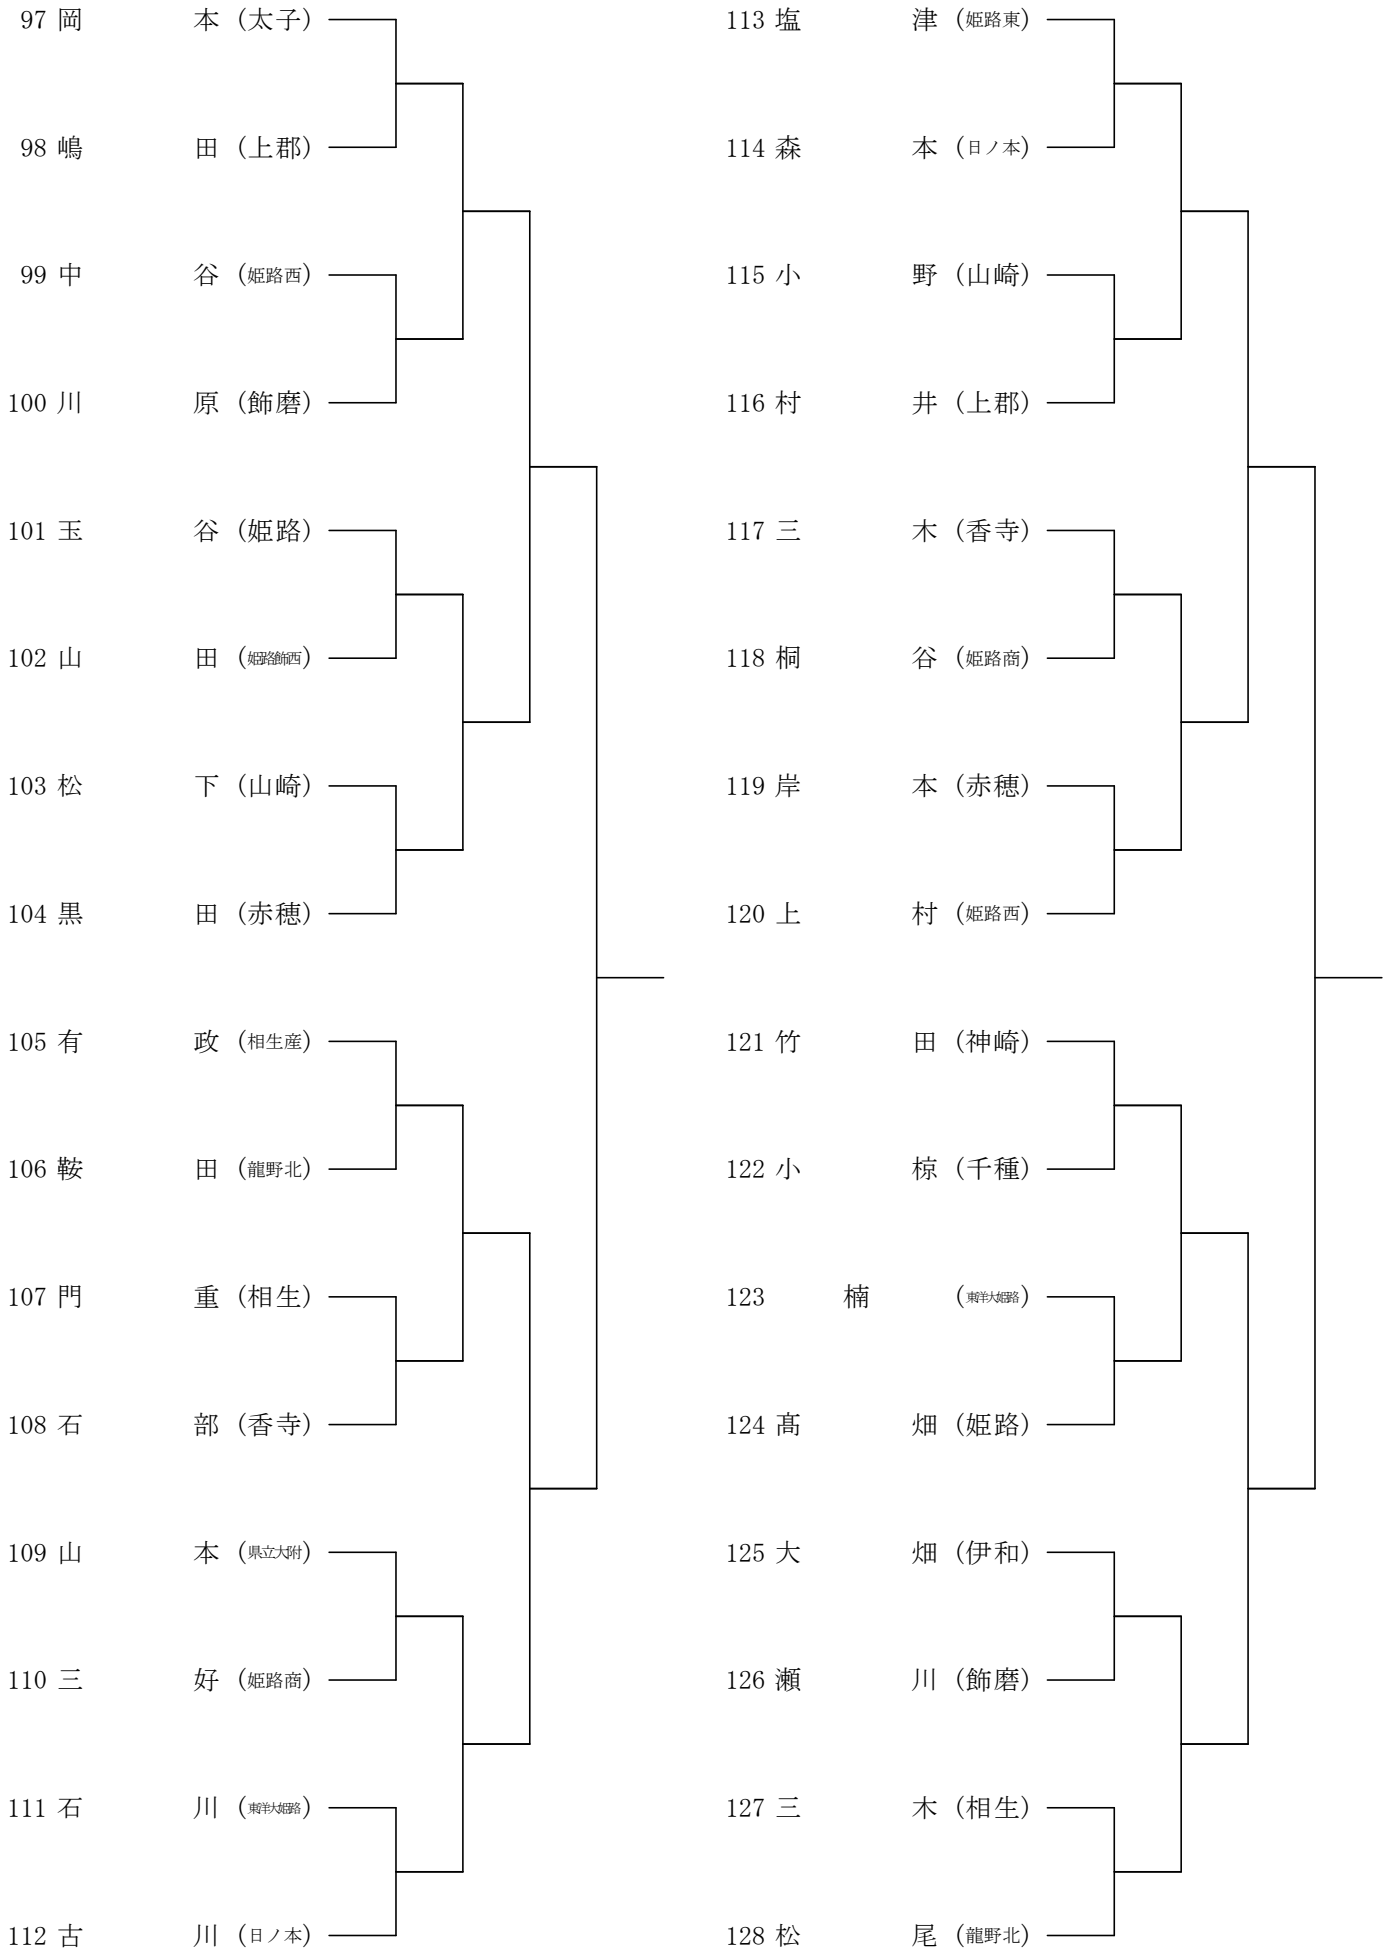 97 岡本 (太子)
98 嶋田 (上郡)
99 中谷 (姫路西)
100 川原 (飾磨)
101 玉谷 (姫路)
102 山田 (姫路飾西)
103 松下 (山崎)
104 黒田 (赤穂)
105 有政 (相生産)
106 鞍田 (龍野北)
107 門重 (相生)
108 石部 (香寺)
109 山本 (県立大附)
110 三好 (姫路商)
111 石川 (東洋大姫路)
112 古川 (日ノ本)
113 塩津 (姫路東)
114 森本 (日ノ本)
115 小野 (山崎)
116 村井 (上郡)
117 三木 (香寺)
118 桐谷 (姫路商)
119 岸本 (赤穂)
120 上村 (姫路西)
121 竹田 (神崎)
122 小椋 (千種)
123 楠 (東洋大姫路)
124 髙畑 (姫路)
125 大畑 (伊和)
126 瀬川 (飾磨)
127 三木 (相生)
128 松尾 (龍野北)